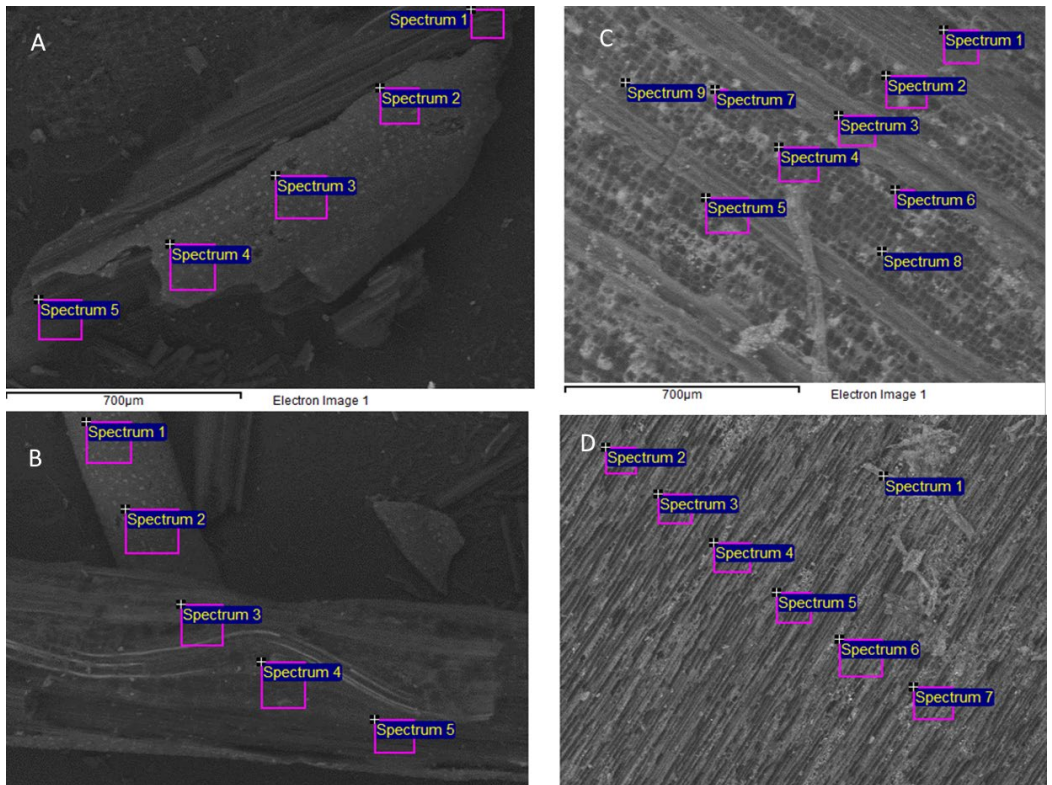 A
Spectrum 1
Spectrum 2
Spectrum 3
Spectrum 4
Spectrum 5
700µm
Electron Image 1
C
Spectrum 1
Spectrum 2
Spectrum 9
Spectrum 7
Spectrum 3
Spectrum 4
Spectrum 6
Spectrum 5
Spectrum 8
700µm
Electron Image 1
B
Spectrum 1
Spectrum 2
Spectrum 3
Spectrum 4
Spectrum 5
D
Spectrum 2
Spectrum 1
Spectrum 3
Spectrum 4
Spectrum 5
Spectrum 6
Spectrum 7